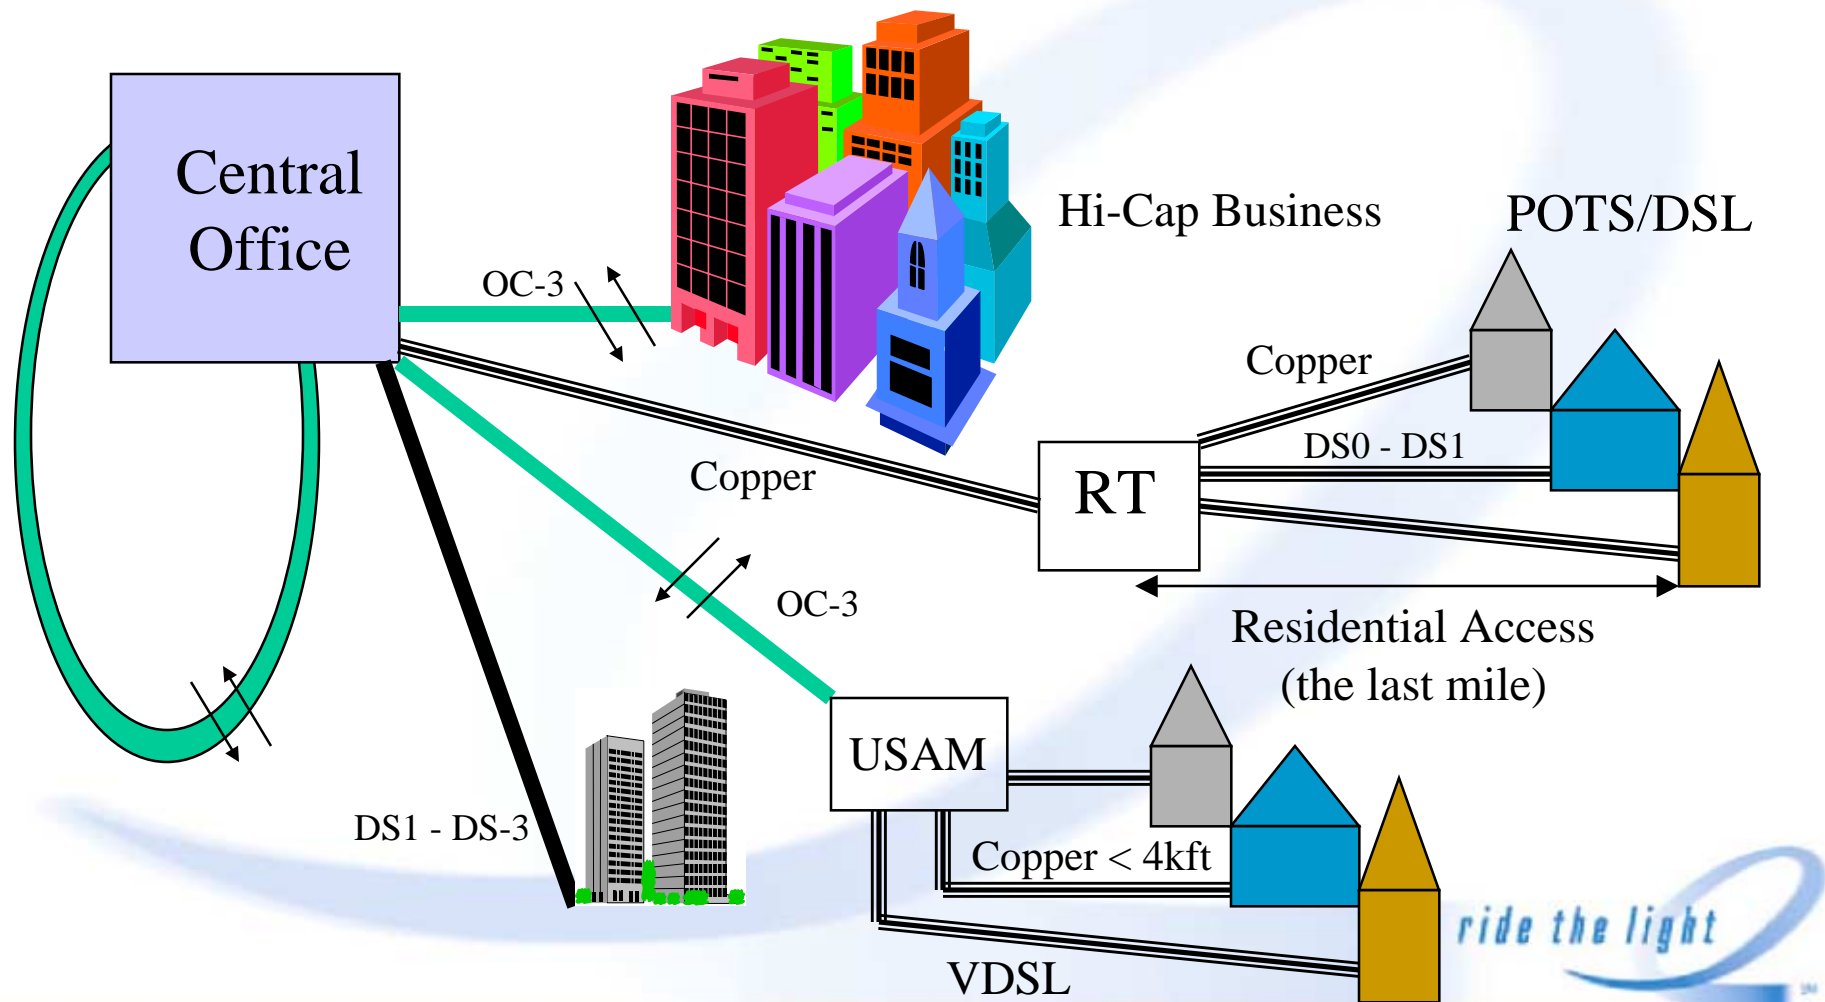 Central
Office
Hi-Cap Business
POTS/DSL
OC-3
Copper
DS0 - DS1
Copper
RT
OC-3
Residential Access
(the last mile)
USAM
DS1 - DS-3
Copper < 4kft
ride the light
VDSL
SM